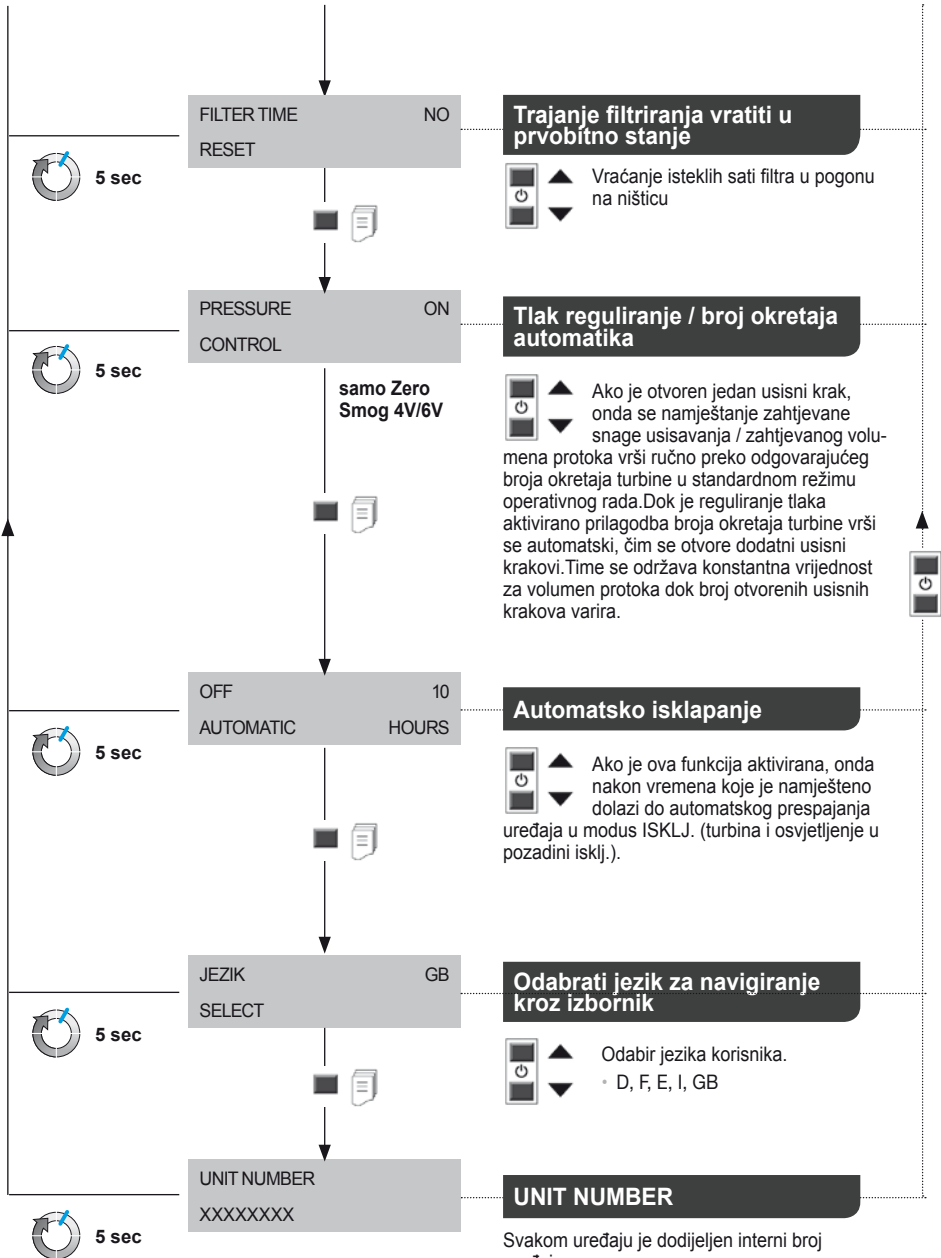 FILTER TIME NO
RESET
Trajanje filtriranja vratiti u
prvobitno stanje
5 sec
Vraćanje isteklih sati filtra u pogonu
na ništicu
PRESSURE ON
CONTROL
Tlak reguliranje / broj okretaja
automatika
5 sec
samo Zero
Smog 4V/6V
Ako je otvoren jedan usisni krak,
onda se namještanje zahtjevane
snage usisavanja / zahtjevanog volu-
mena protoka vrši ručno preko odgovarajućeg
broja okretaja turbine u standardnom režimu
operativnog rada.Dok je reguliranje tlaka
aktivirano prilagodba broja okretaja turbine vrši
se automatski, čim se otvore dodatni usisni
krakovi.Time se održava konstantna vrijednost
za volumen protoka dok broj otvorenih usisnih
krakova varira.
OFF 10
AUTOMATIC HOURS
Automatsko isklapanje
5 sec
Ako je ova funkcija aktivirana, onda
nakon vremena koje je namješteno
dolazi do automatskog prespajanja
uređaja u modus ISKLJ. (turbina i osvjetljenje u
pozadini isklj.).
JEZIK GB
SELECT
Odabrati jezik za navigiranje
kroz izbornik
5 sec
Odabir jezika korisnika.
• D, F, E, I, GB
UNIT NUMBER
XXXXXXXX
UNIT NUMBER
5 sec
Svakom uređaju je dodijeljen interni broj